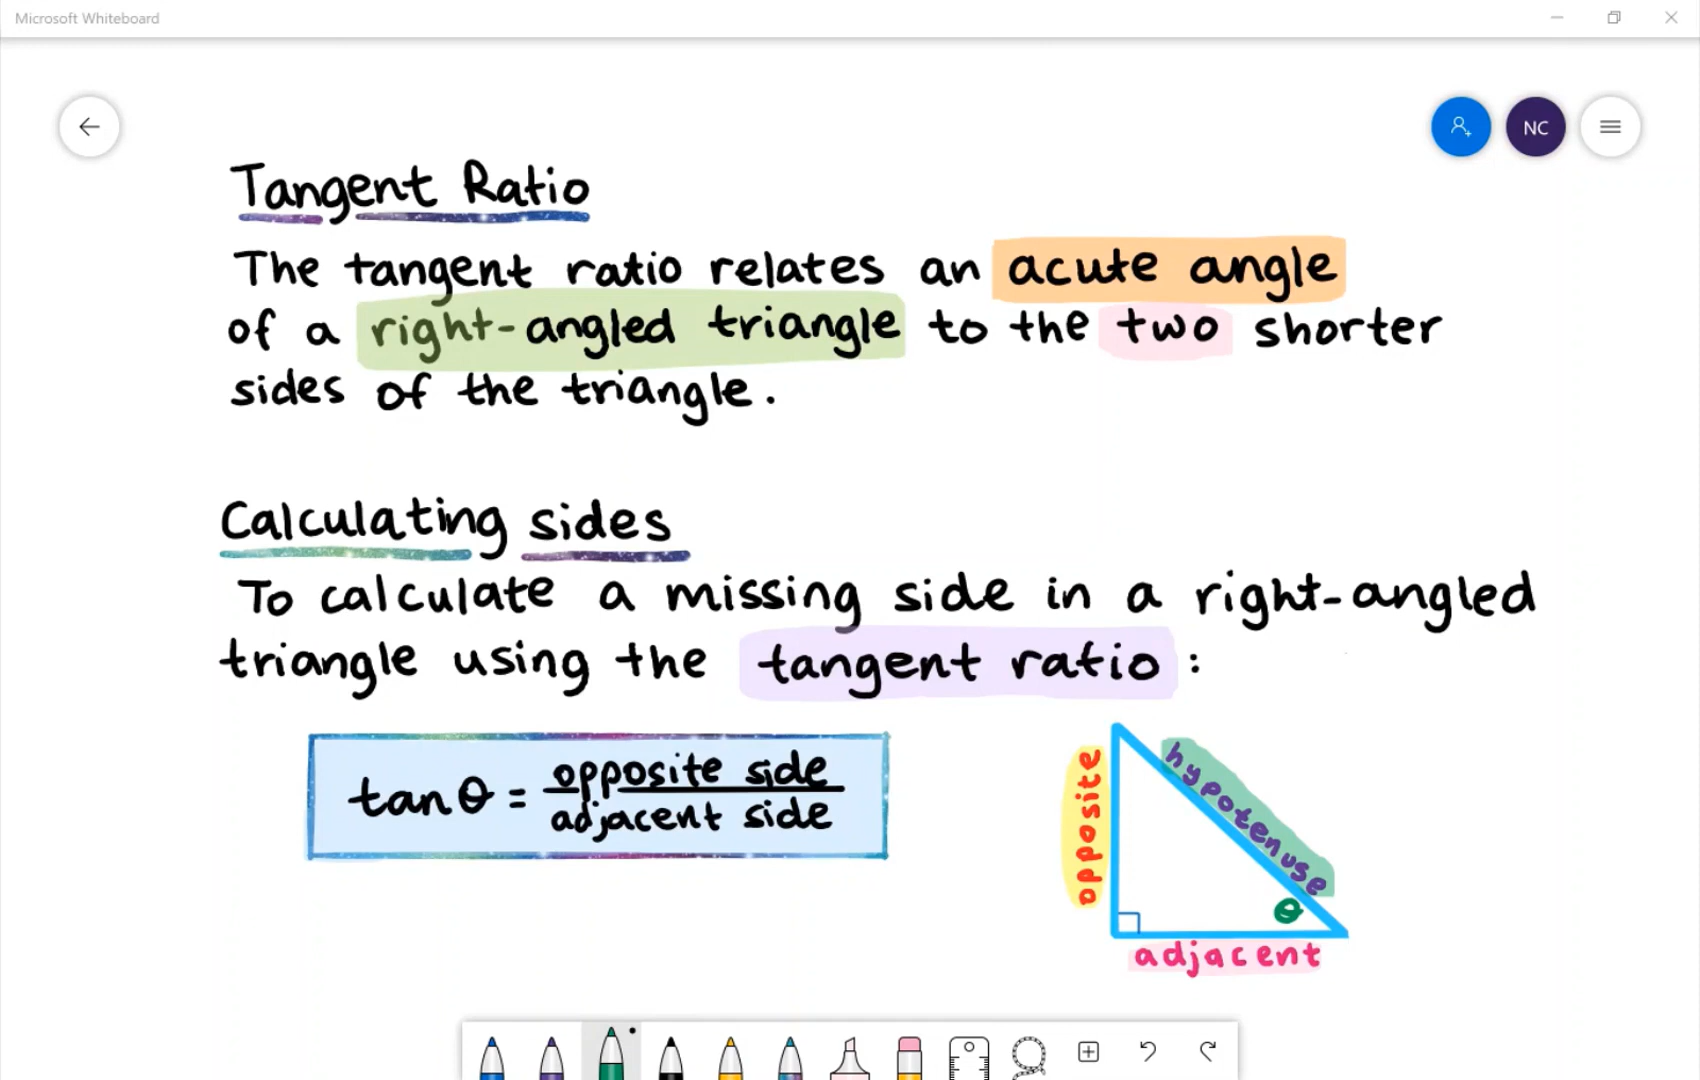 Microsoft Whiteboard
NC
Tangent Ratio
The tangent ratio relates an acute angle
of a right-angled triangle to the two shorter
sides of the triangle.
Calculating sides
To calculate a missing side in a right-angled
triangle using the tangent ratio:
tan θ = opposite side
adjacent side
opposite
hypotenuse
θ
adjacent